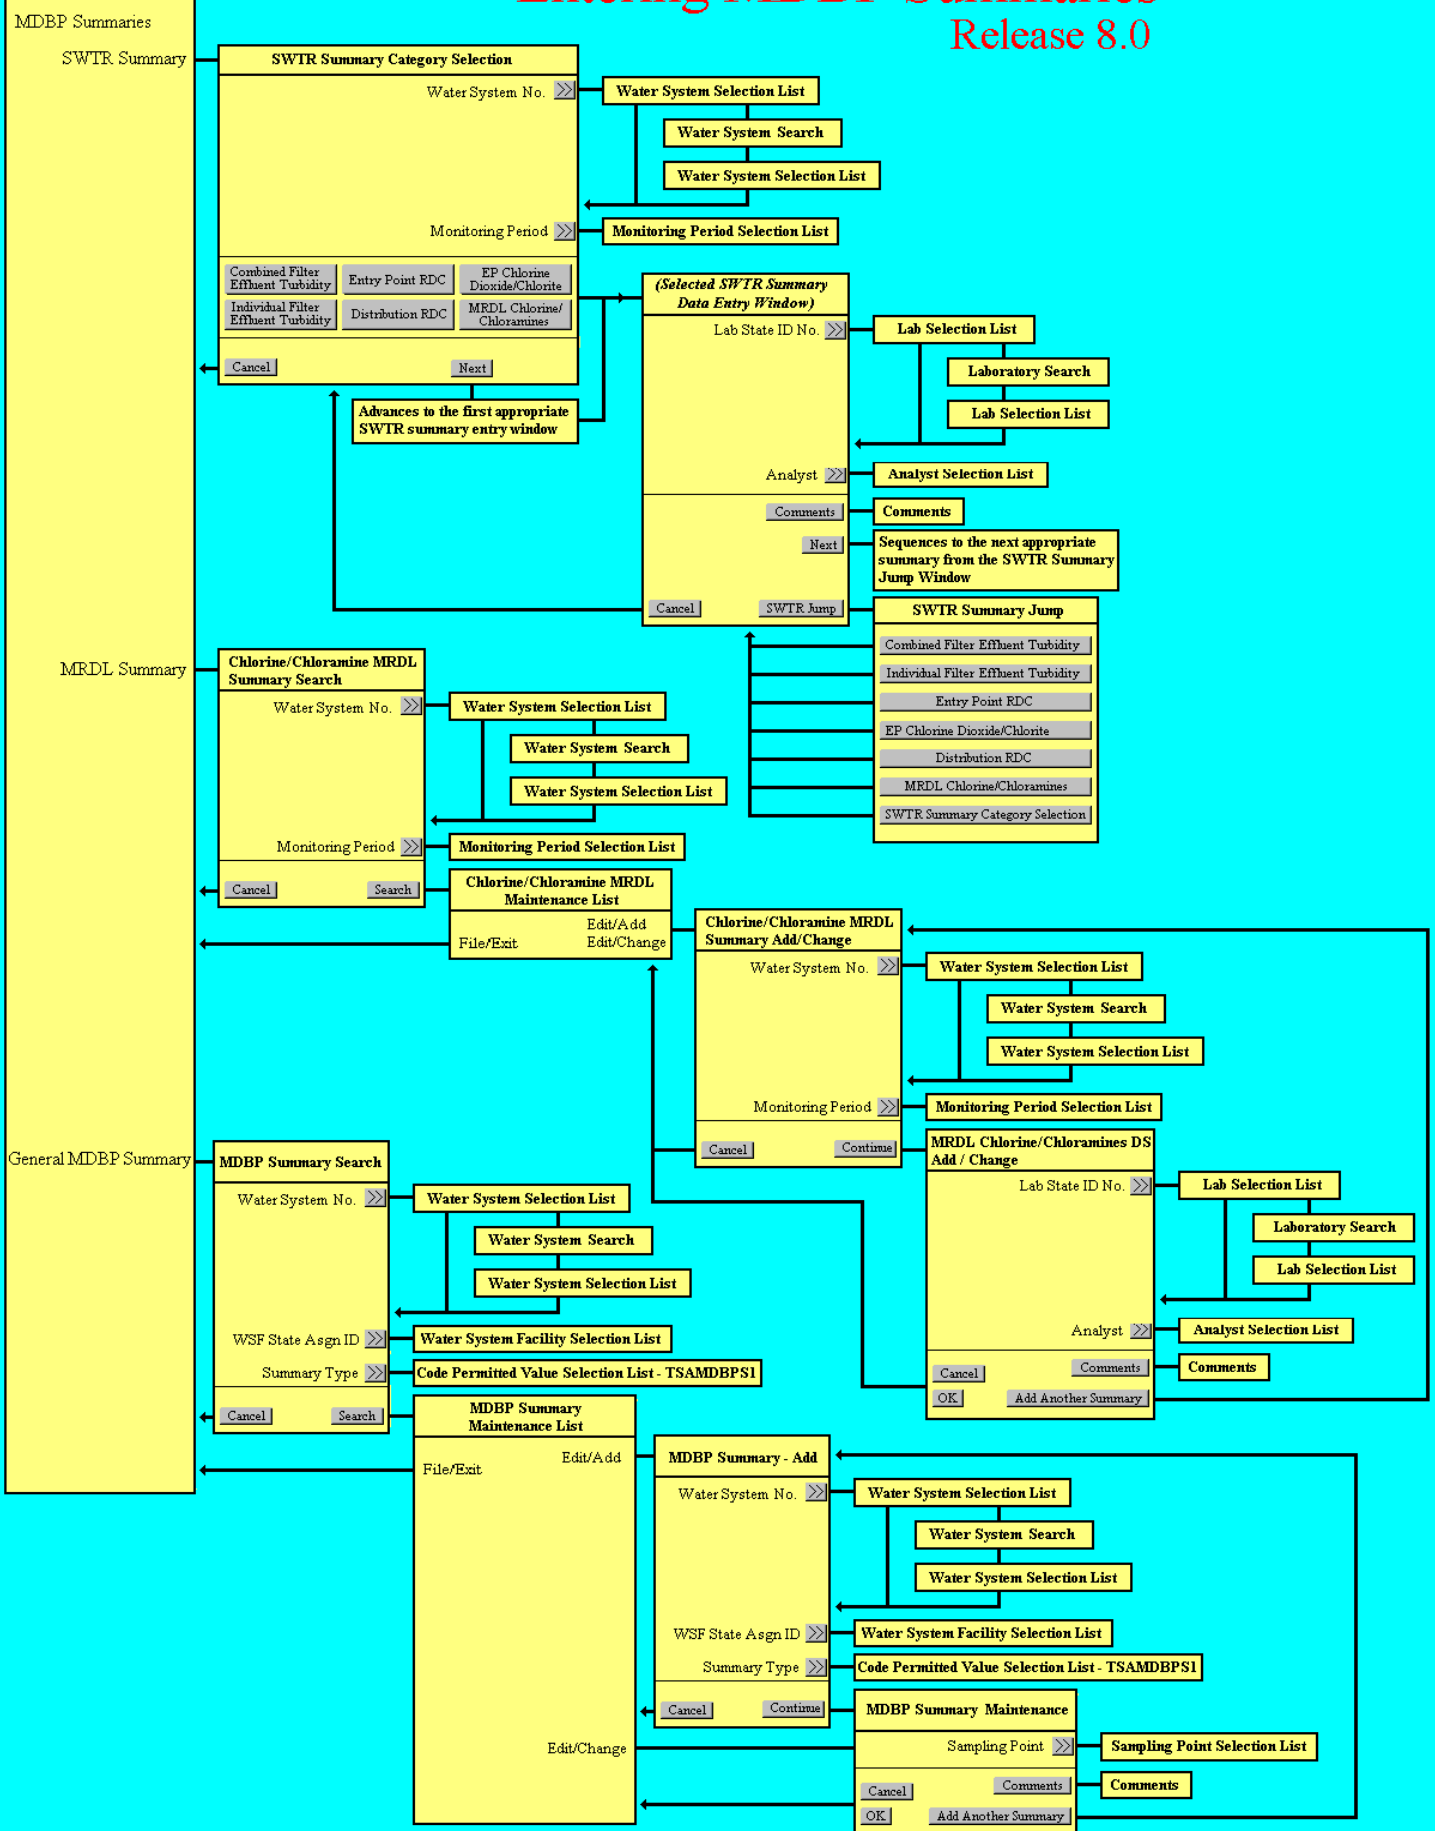 Entering MDBP Summaries
Release 8.0
MDBP Summaries
SWTR Summary
SWTR Summary Category Selection
Water System No. >>
Water System Selection List
Water System Search
Water System Selection List
Monitoring Period >>
Monitoring Period Selection List
Combined Filter
Effluent Turbidity
Entry Point RDC
EP Chlorine
Dioxide/Chlorite
Individual Filter
Effluent Turbidity
Distribution RDC
MRDL Chlorine/
Chloramines
Cancel
Next
Advances to the first appropriate
SWTR summary entry window
(Selected SWTR Summary
Data Entry Window)
Lab State ID No. >>
Lab Selection List
Laboratory Search
Lab Selection List
Analyst >>
Analyst Selection List
Comments
Comments
Next
Sequences to the next appropriate
summary from the SWTR Summary
Jump Window
Cancel
SWTR Jump
SWTR Summary Jump
Combined Filter Effluent Turbidity
Individual Filter Effluent Turbidity
Entry Point RDC
EP Chlorine Dioxide/Chlorite
Distribution RDC
MRDL Chlorine/Chloramines
SWTR Summary Category Selection
MRDL Summary
Chlorine/Chloramine MRDL
Summary Search
Water System No. >>
Water System Selection List
Water System Search
Water System Selection List
Monitoring Period >>
Monitoring Period Selection List
Cancel
Search
Chlorine/Chloramine MRDL
Maintenance List
Edit/Add
File/Exit
Edit/Change
Chlorine/Chloramine MRDL
Summary Add/Change
Water System No. >>
Water System Selection List
Water System Search
Water System Selection List
Monitoring Period >>
Monitoring Period Selection List
Cancel
Continue
MRDL Chlorine/Chloramines DS
Add / Change
Lab State ID No. >>
Lab Selection List
Laboratory Search
Lab Selection List
Analyst >>
Analyst Selection List
Cancel
Comments
Comments
OK
Add Another Summary
General MDBP Summary
MDBP Summary Search
Water System No. >>
Water System Selection List
Water System Search
Water System Selection List
WSF State Asgn ID >>
Water System Facility Selection List
Summary Type >>
Code Permitted Value Selection List - TSAMDBPS1
Cancel
Search
MDBP Summary
Maintenance List
Edit/Add
File/Exit
MDBP Summary - Add
Water System No. >>
Water System Selection List
Water System Search
Water System Selection List
WSF State Asgn ID >>
Water System Facility Selection List
Summary Type >>
Code Permitted Value Selection List - TSAMDBPS1
Cancel
Continue
Edit/Change
MDBP Summary Maintenance
Sampling Point >>
Sampling Point Selection List
Cancel
Comments
Comments
OK
Add Another Summary